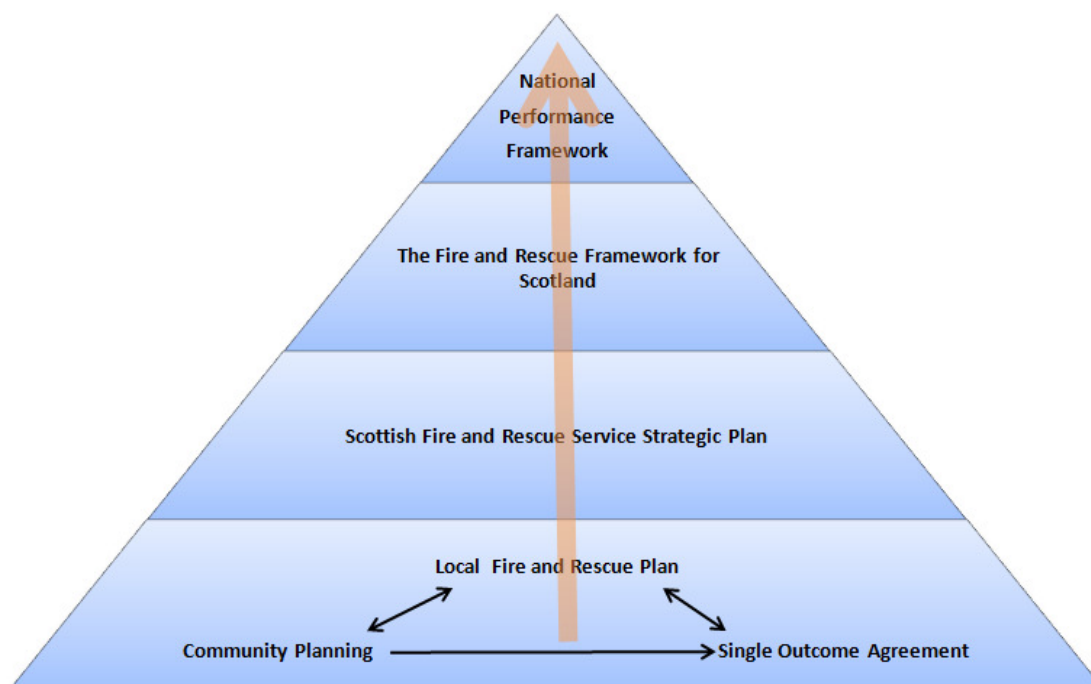 National
Performance
Framework
The Fire and Rescue Framework for
Scotland
Scottish Fire and Rescue Service Strategic Plan
Local Fire and Rescue Plan
Community Planning
Single Outcome Agreement